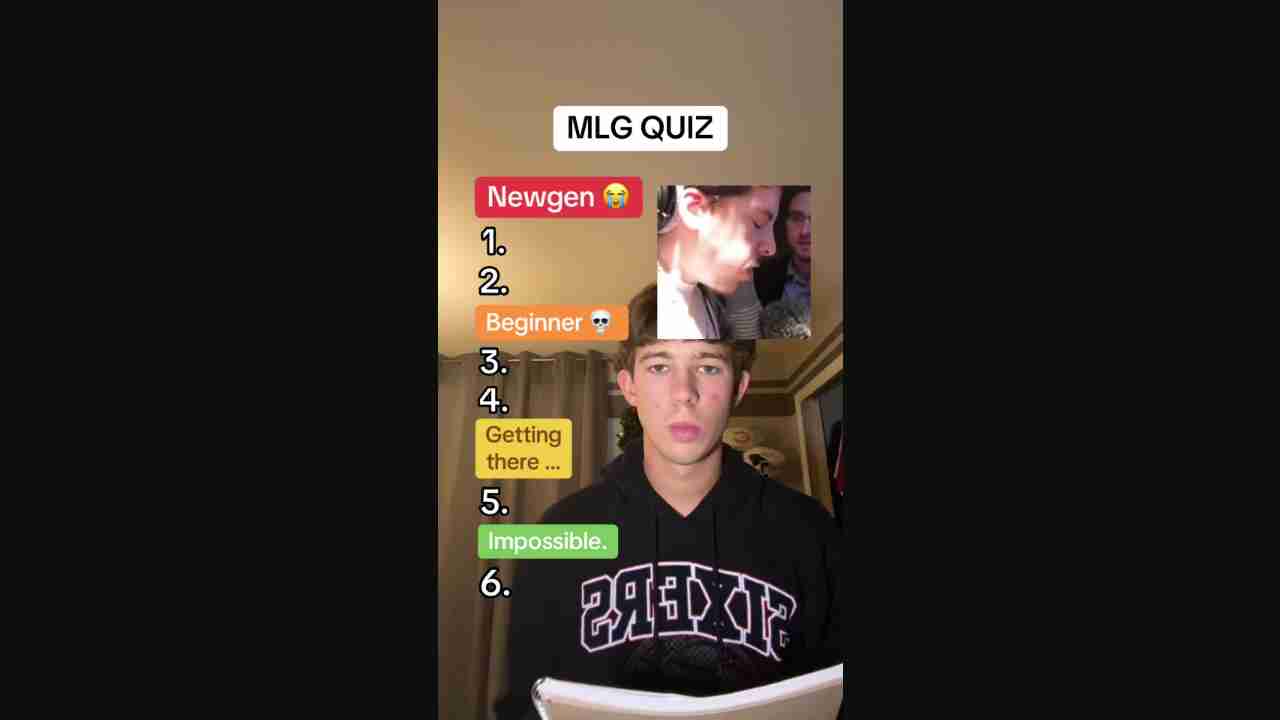 MLG QUIZ
Newgen 😭
1.
2.
Beginner 💀
3.
4.
Getting
there ...
5.
Impossible.
6.
SIXERS